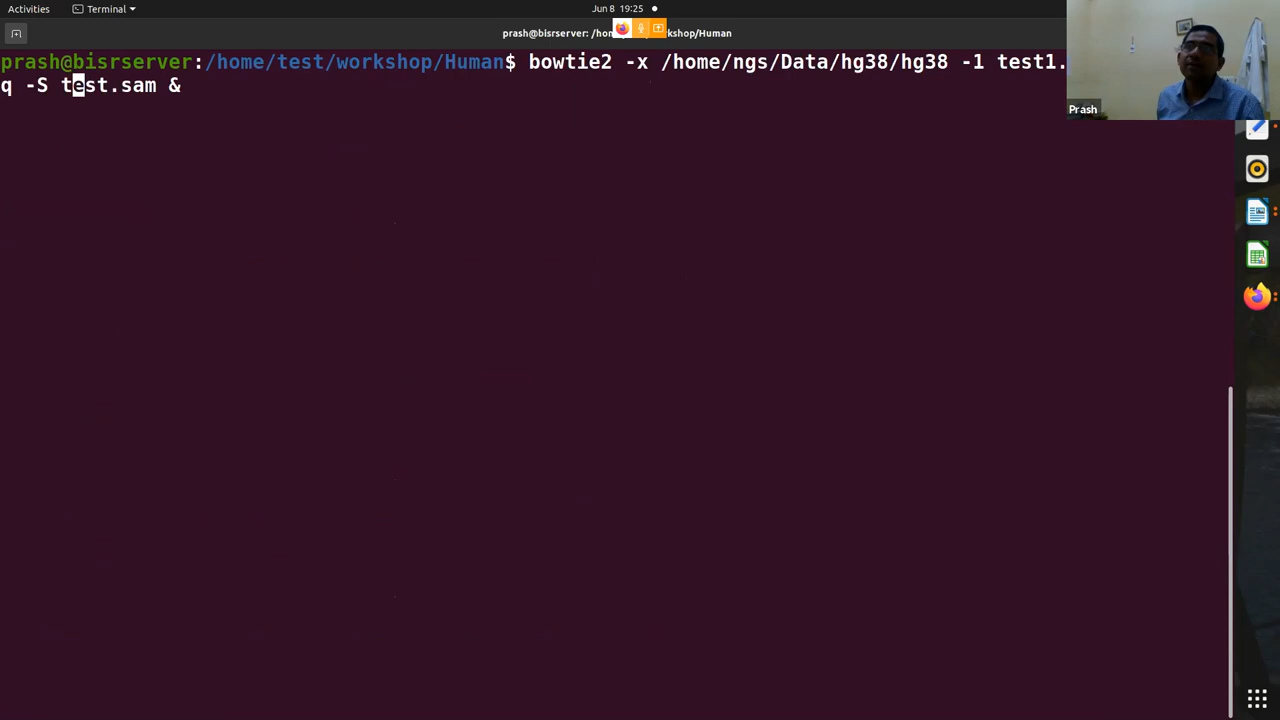 Activities
Terminal
Jun 8 19:25
prash@bisrserver: /hom kshop/Human
prash@bisrserver:/home/test/workshop/Human$ bowtie2 -x /home/ngs/Data/hg38/hg38 -1 test1.
q -S test.sam &
Prash